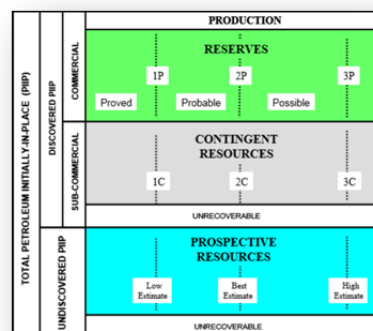 TOTAL PETROLEUM INITIALLY-IN-PLACE (PIIP)
DISCOVERED PIIP
COMMERCIAL
SUB-COMMERCIAL
UNDISCOVERED PIIP
PRODUCTION
RESERVES
1P 2P 3P
Proved Probable Possible
CONTINGENT
RESOURCES
1C 2C 3C
UNRECOVERABLE
PROSPECTIVE
RESOURCES
Low Best High
Estimate Estimate Estimate
UNRECOVERABLE